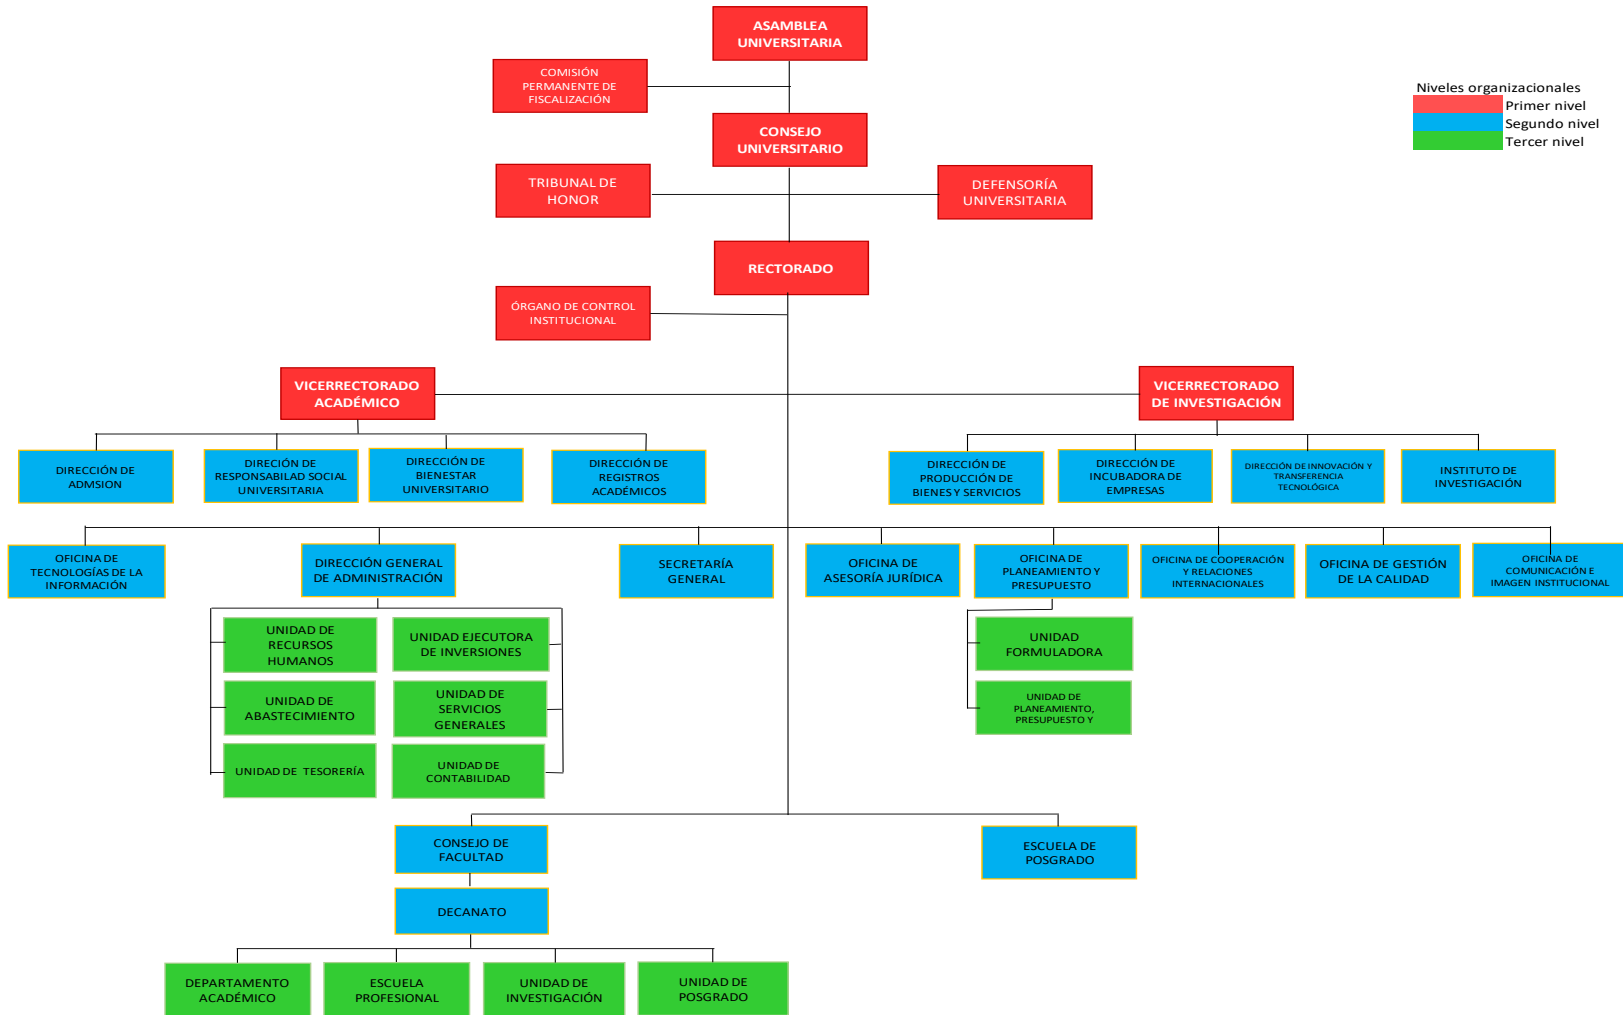 ASAMBLEA
UNIVERSITARIA
COMISIÓN
PERMANENTE DE
FISCALIZACIÓN
Niveles organizacionales
Primer nivel
Segundo nivel
Tercer nivel
CONSEJO
UNIVERSITARIO
TRIBUNAL DE
HONOR
DEFENSORÍA
UNIVERSITARIA
RECTORADO
ÓRGANO DE CONTROL
INSTITUCIONAL
VICERRECTORADO
ACADÉMICO
VICERRECTORADO
DE INVESTIGACIÓN
DIRECCIÓN DE
ADMSION
DIRECIÓN DE
RESPONSABILAD SOCIAL
UNIVERSITARIA
DIRECCIÓN DE
BIENESTAR
UNIVERSITARIO
DIRECCIÓN DE
REGISTROS
ACADÉMICOS
DIRECCIÓN DE
PRODUCCIÓN DE
BIENES Y SERVICIOS
DIRECCIÓN DE
INCUBADORA DE
EMPRESAS
DIRECCIÓN DE INNOVACIÓN Y
TRANSFERENCIA
TECNOLÓGICA
INSTITUTO DE
INVESTIGACIÓN
OFICINA DE
TECNOLOGÍAS DE LA
INFORMACIÓN
DIRECCIÓN GENERAL
DE ADMINISTRACIÓN
SECRETARÍA
GENERAL
OFICINA DE
ASESORÍA JURÍDICA
OFICINA DE
PLANEAMIENTO Y
PRESUPUESTO
OFICINA DE COOPERACIÓN
Y RELACIONES
INTERNACIONALES
OFICINA DE GESTIÓN
DE LA CALIDAD
OFICINA DE
COMUNICACIÓN E
IMAGEN INSTITUCIONAL
UNIDAD DE
RECURSOS
HUMANOS
UNIDAD EJECUTORA
DE INVERSIONES
UNIDAD
FORMULADORA
UNIDAD DE
ABASTECIMIENTO
UNIDAD DE
SERVICIOS
GENERALES
UNIDAD DE
PLANEAMIENTO,
PRESUPUESTO Y
UNIDAD DE TESORERÍA
UNIDAD DE
CONTABILIDAD
CONSEJO DE
FACULTAD
ESCUELA DE
POSGRADO
DECANATO
DEPARTAMENTO
ACADÉMICO
ESCUELA
PROFESIONAL
UNIDAD DE
INVESTIGACIÓN
UNIDAD DE
POSGRADO